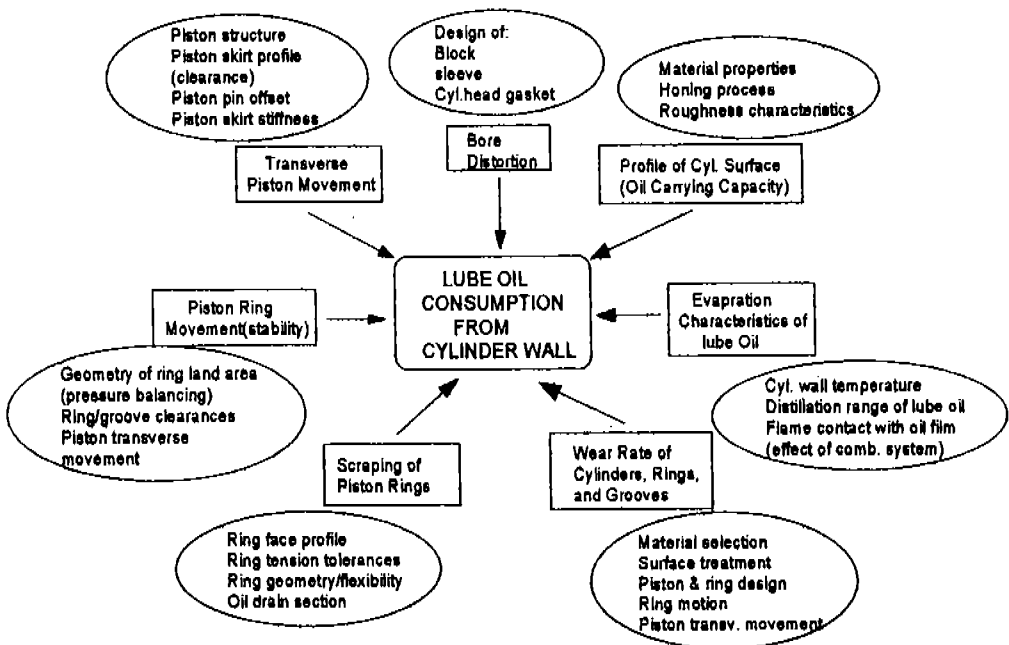 Piston structure
Piston skirt profile
(clearance)
Piston pin offset
Piston skirt stiffness
Transverse
Piston Movement
Design of:
Block
sleeve
Cyl.head gasket
Bore
Distortion
Material properties
Honing process
Roughness characteristics
Profile of Cyl. Surface
(Oil Carrying Capacity)
LUBE OIL
CONSUMPTION
FROM
CYLINDER WALL
Piston Ring
Movement(stability)
Geometry of ring land area
(pressure balancing)
Ring/groove clearances
Piston transverse
movement
Evapration
Characteristics of
lube Oil
Cyl. wall temperature
Distillation range of lube oil
Flame contact with oil film
(effect of comb. system)
Scraping of
Piston Rings
Ring face profile
Ring tension tolerances
Ring geometry/flexibility
Oil drain section
Wear Rate of
Cylinders, Rings,
and Grooves
Material selection
Surface treatment
Piston & ring design
Ring motion
Piston transv. movement